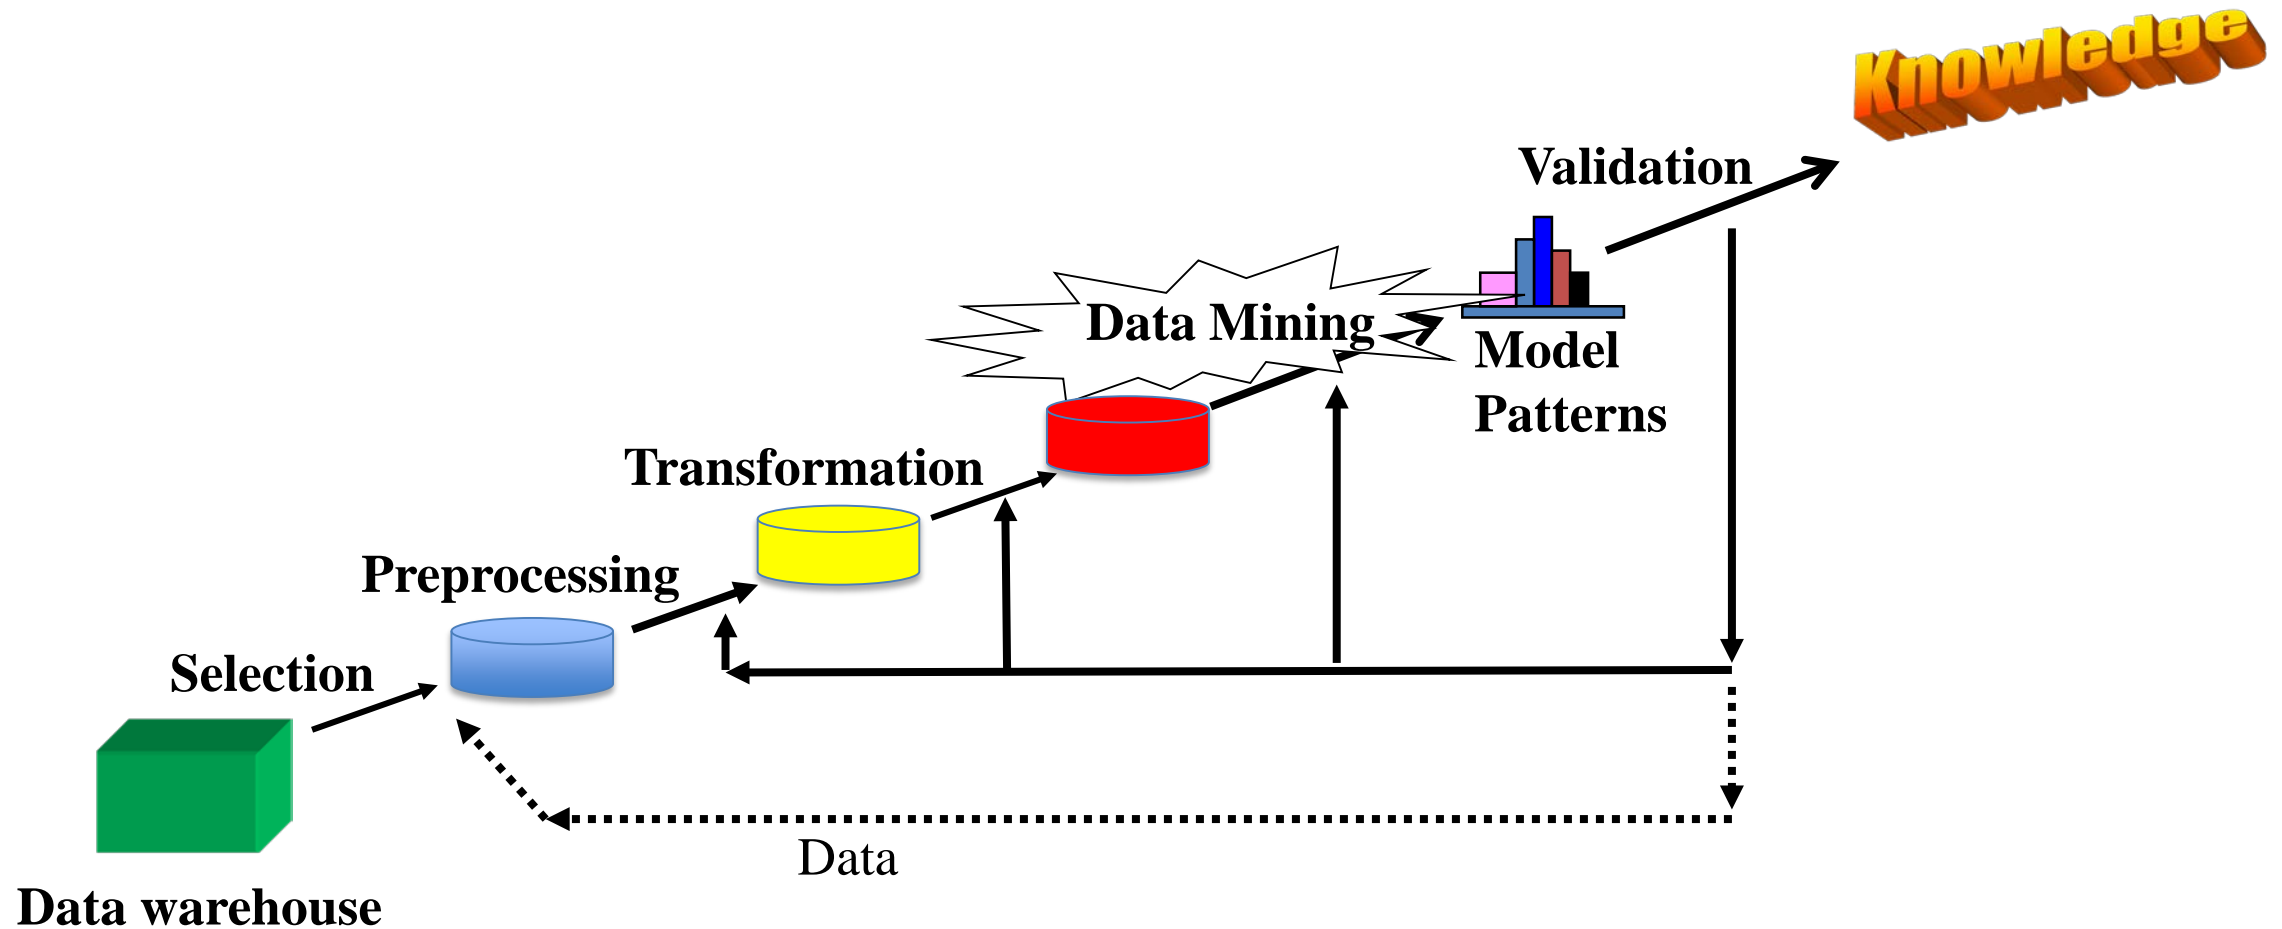 Knowledge
Validation
Data Mining
Model
Patterns
Transformation
Preprocessing
Selection
Data
Data warehouse